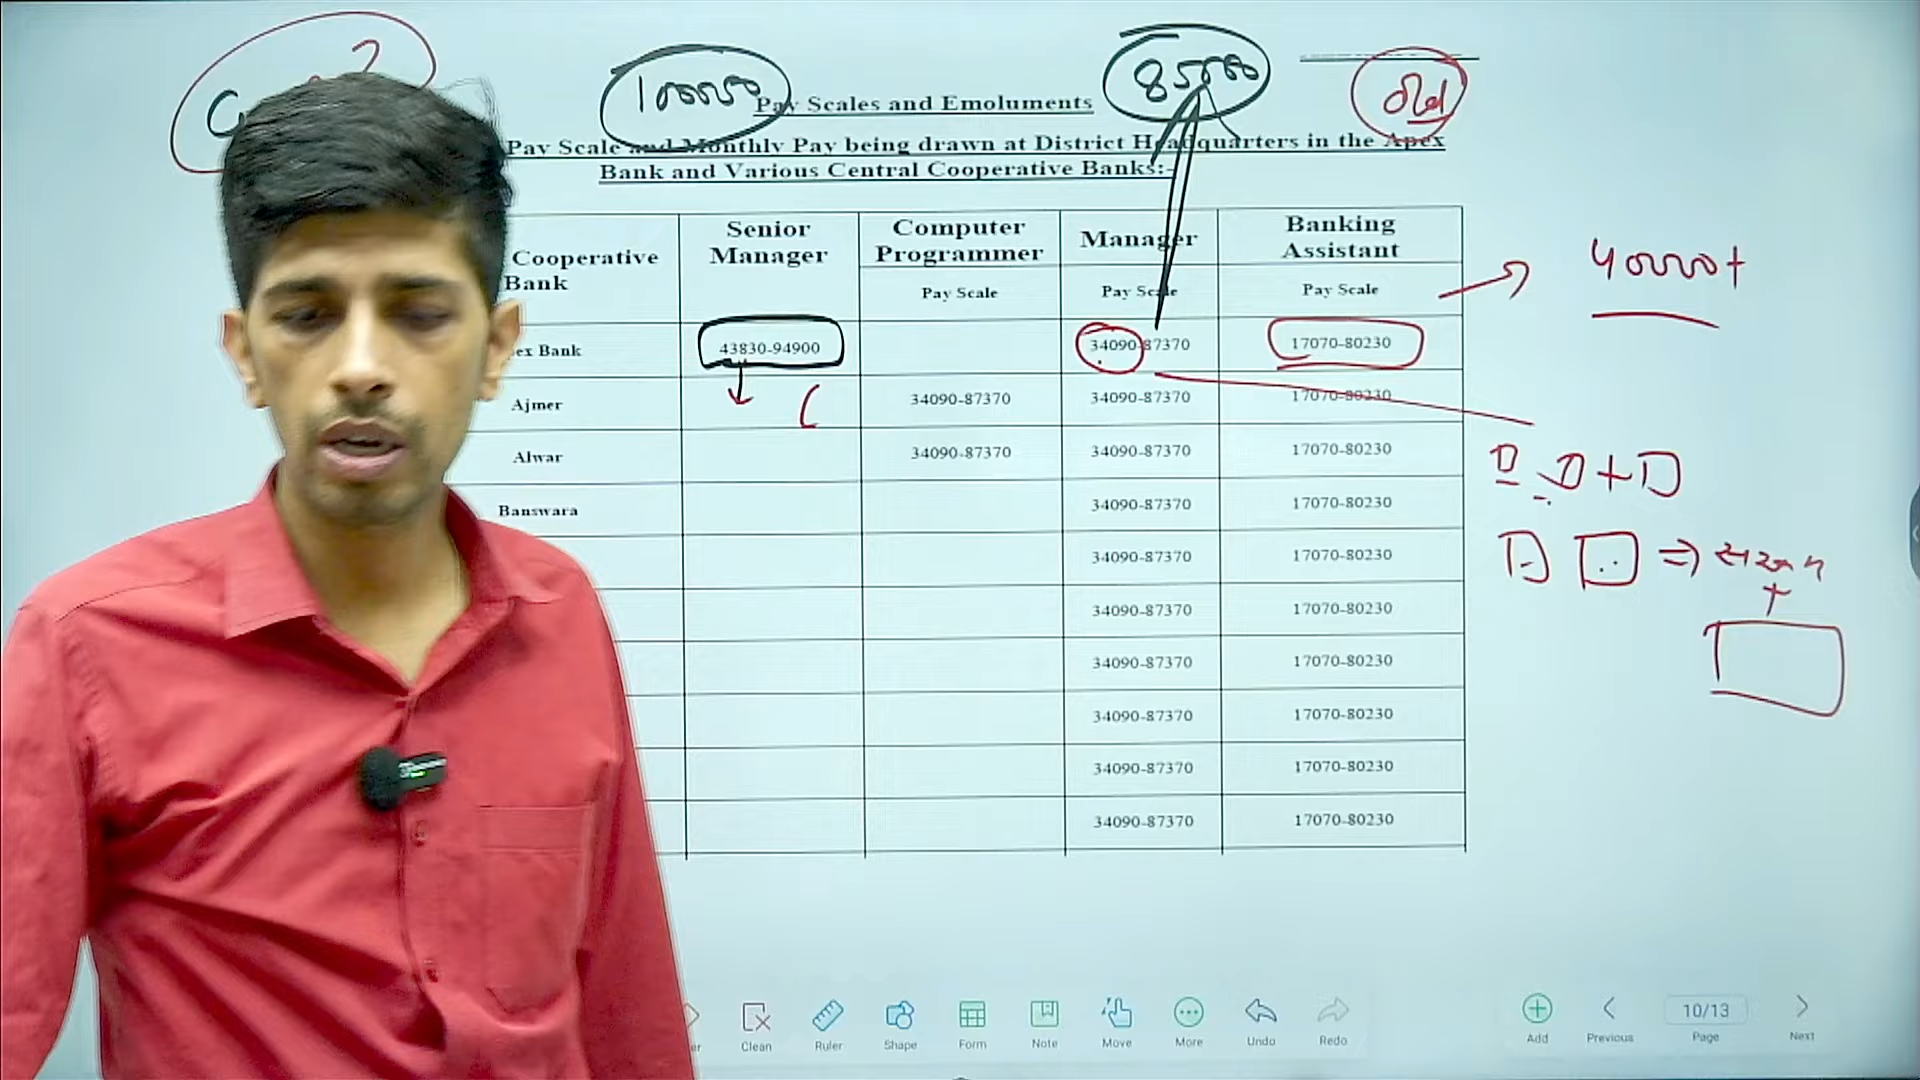 100000
85000
old
Pay Scales and Emoluments
Pay Scale and Monthly Pay being drawn at District Headquarters in the Apex
Bank and Various Central Cooperative Banks:-
Cooperative Bank
Senior Manager
Computer Programmer
Manager
Banking Assistant
Pay Scale
Pay Scale
Pay Scale
40000+
Bank 43830-94900 34090-87370 17070-80230
Ajmer 34090-87370 34090-87370 17070-80230
Alwar 34090-87370 34090-87370 17070-80230
Banswara 34090-87370 17070-80230
34090-87370 17070-80230
34090-87370 17070-80230
34090-87370 17070-80230
34090-87370 17070-80230
34090-87370 17070-80230
34090-87370 17070-80230
Clean
Ruler
Shape
Form
Note
Move
More
Undo
Redo
Add
Previous
10/13
Page
Next